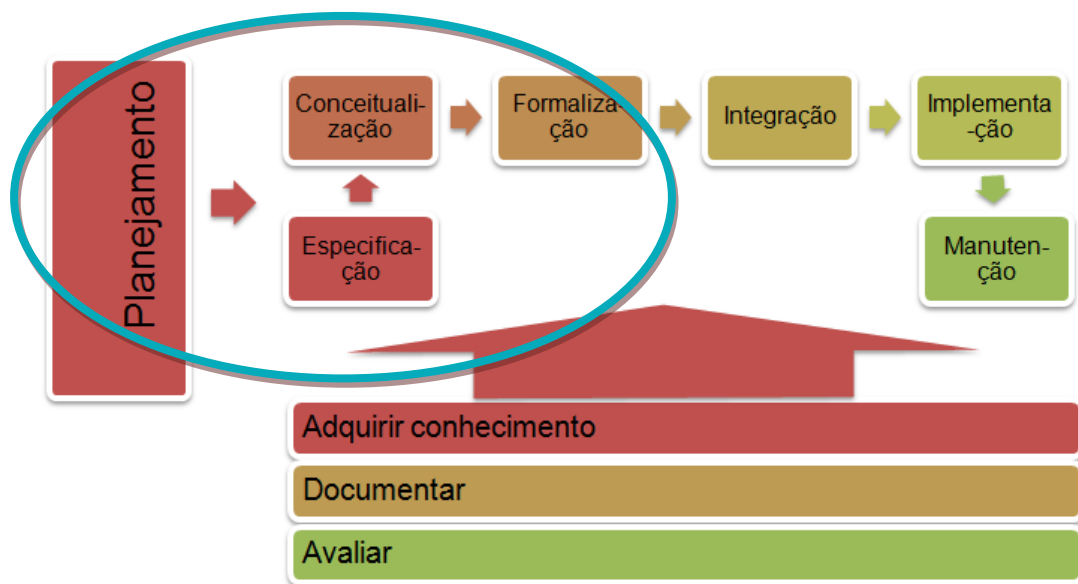 Planejamento
Conceituali-
zação
Formaliza-
ção
Integração
Implementa
-ção
Especifica-
ção
Manuten-
ção
Adquirir conhecimento
Documentar
Avaliar